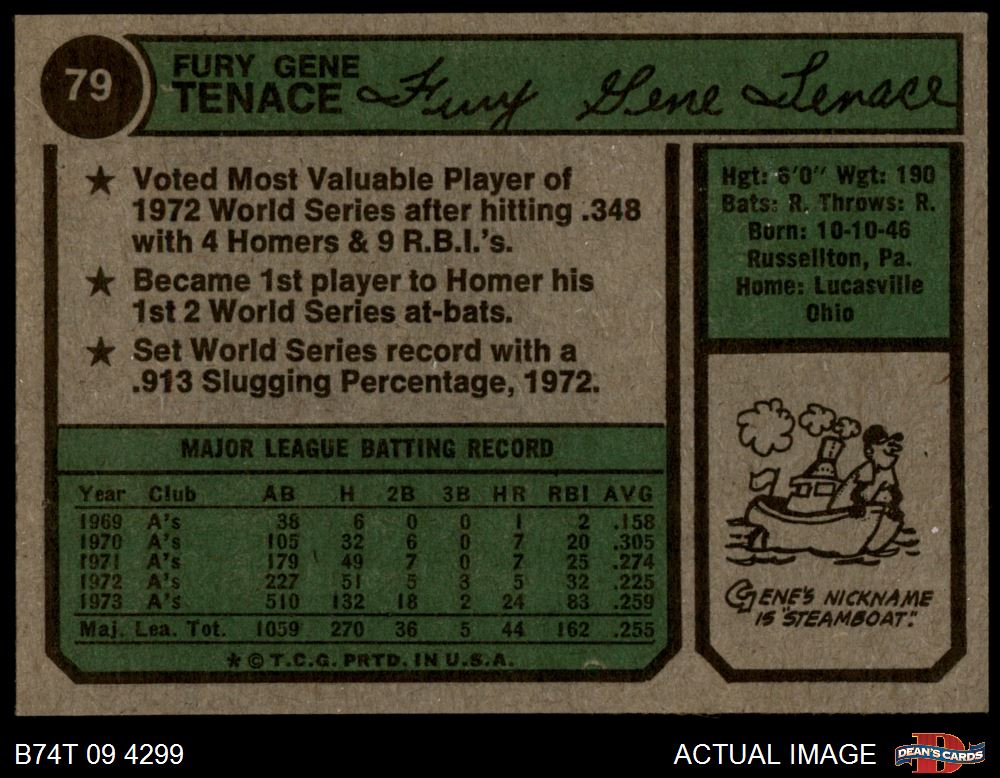 79
FURY GENE
TENACE
Fury Gene Tenace
★ Voted Most Valuable Player of
1972 World Series after hitting .348
with 4 Homers & 9 R.B.I.'s.
★ Became 1st player to Homer his
1st 2 World Series at-bats.
★ Set World Series record with a
.913 Slugging Percentage, 1972.
Hgt: 6'0" Wgt: 190
Bats: R. Throws: R.
Born: 10-10-46
Russellton, Pa.
Home: Lucasville
Ohio
MAJOR LEAGUE BATTING RECORD
Year Club AB H 2B 3B HR RBI AVG
1969 A's 38 6 0 0 1 2 .158
1970 A's 105 32 6 0 7 20 .305
1971 A's 179 49 7 0 7 25 .274
1972 A's 227 51 5 3 5 32 .225
1973 A's 510 132 18 2 24 83 .259
Maj. Lea. Tot. 1059 270 36 5 44 162 .255
* © T.C.G. PRTD. IN U.S.A.
GENE'S NICKNAME
IS "STEAMBOAT."
B74T 09 4299
ACTUAL IMAGE
D
DEAN'S CARDS